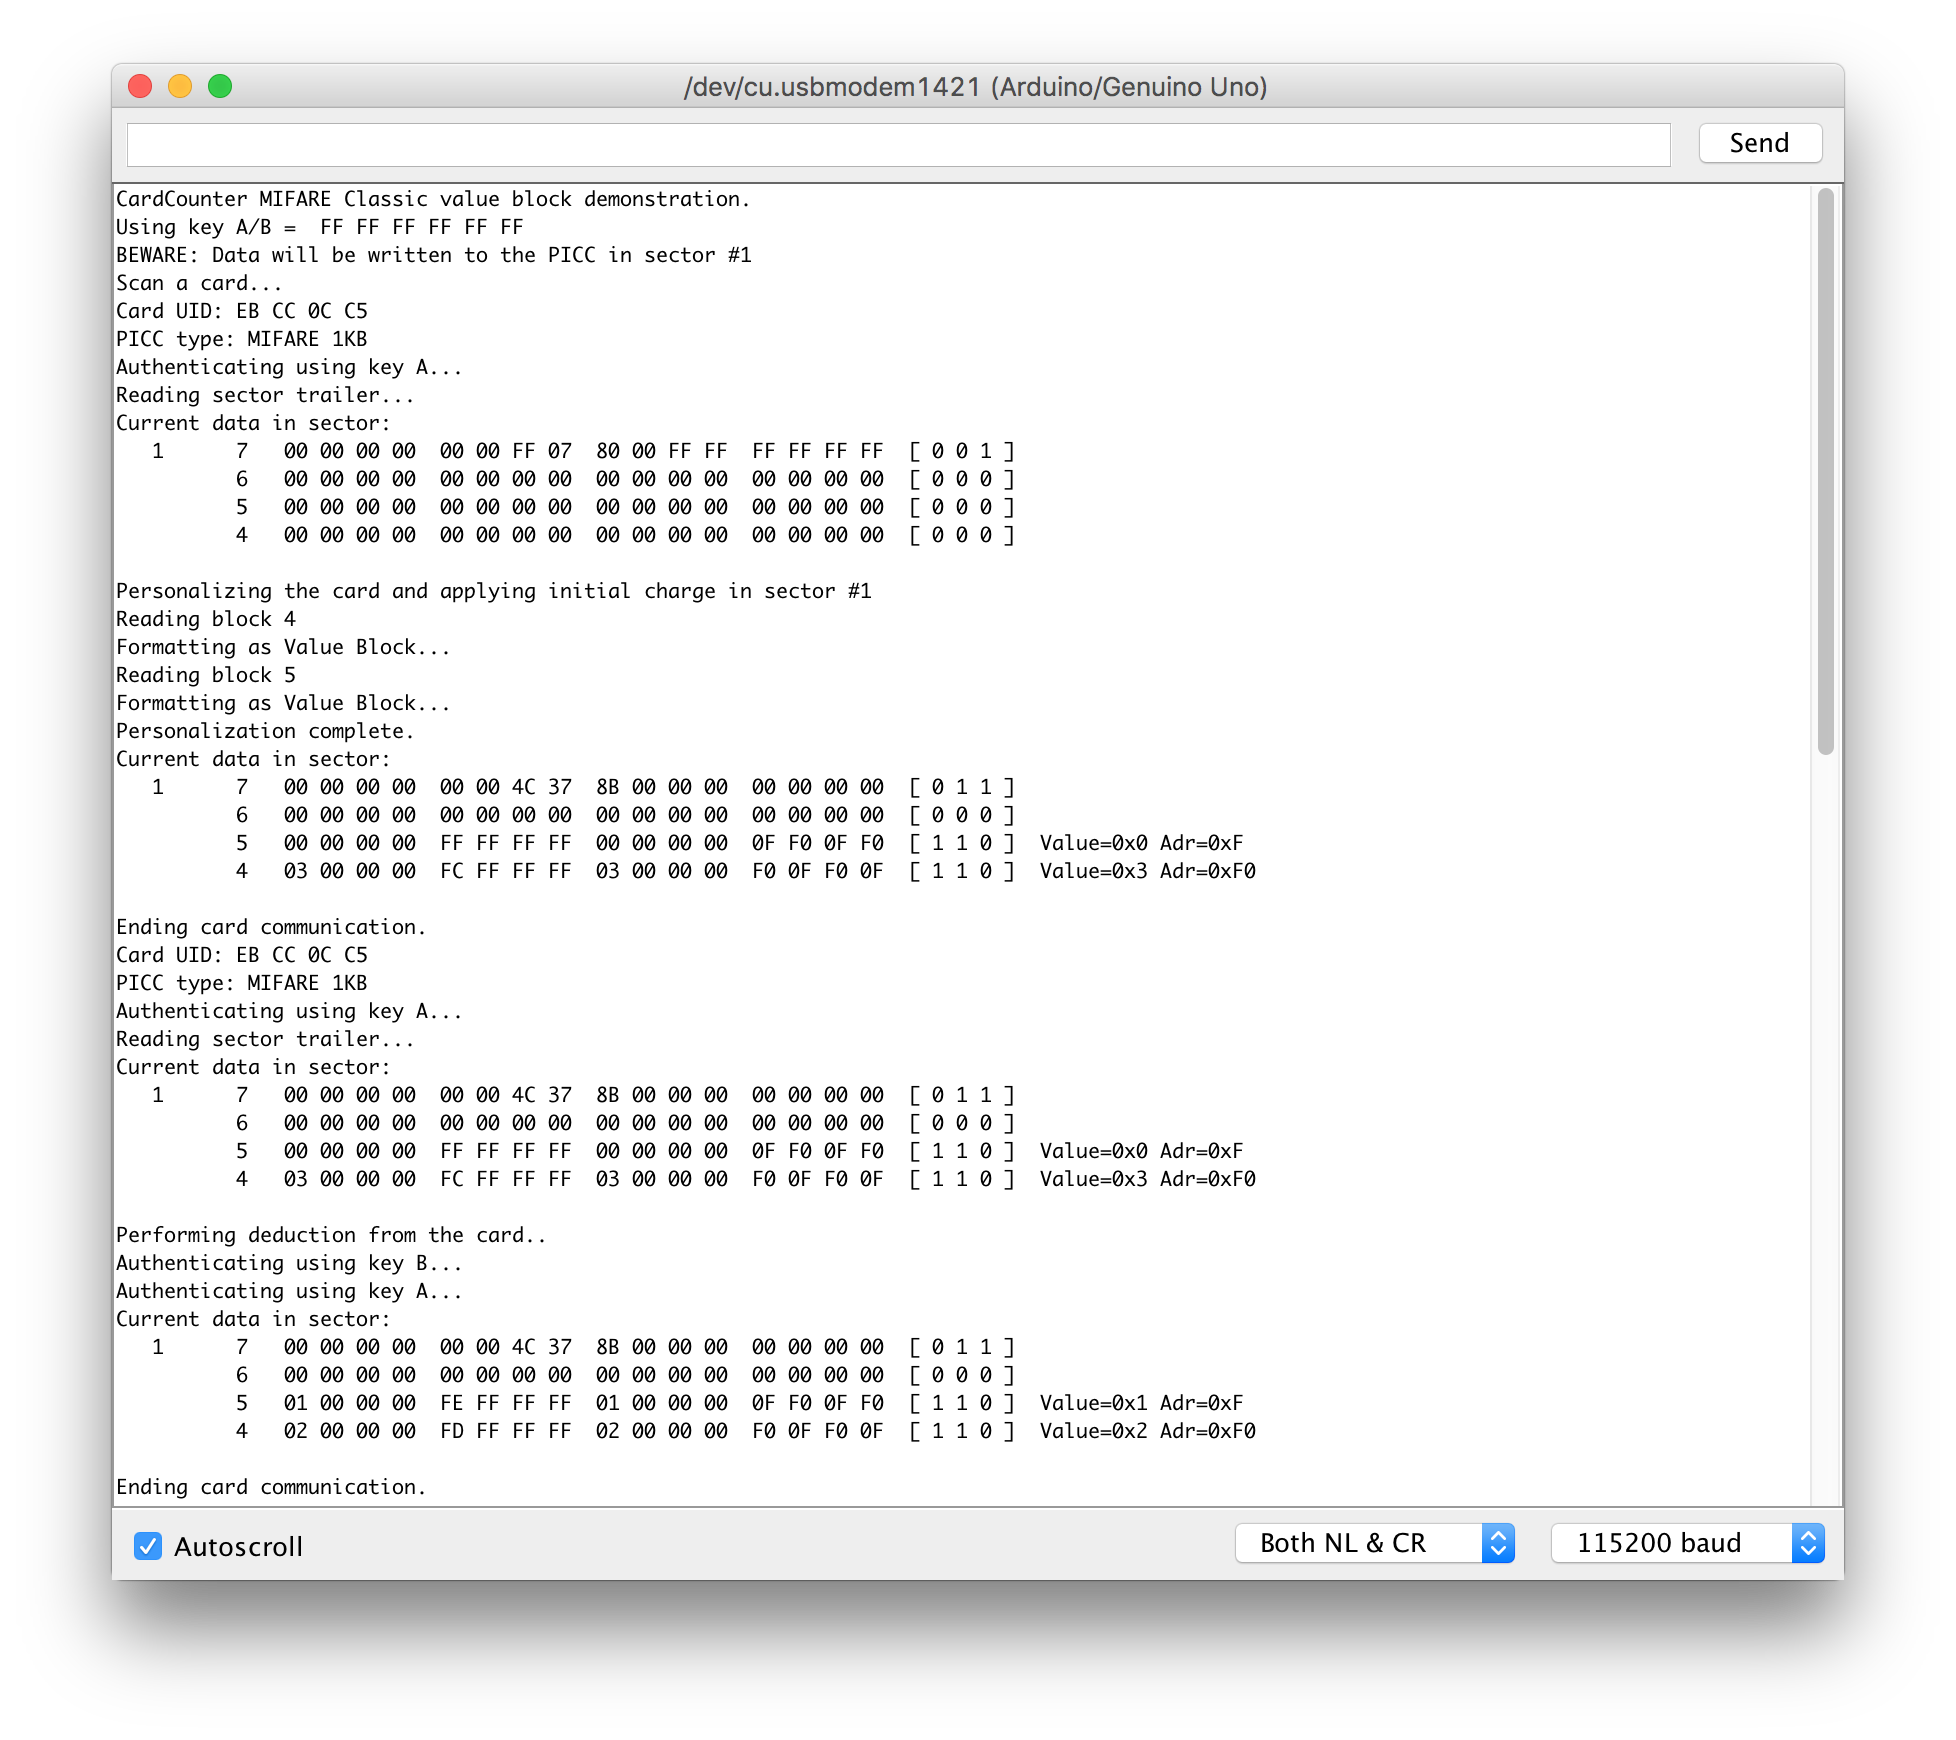 /dev/cu.usbmodem1421 (Arduino/Genuino Uno)
Send
CardCounter MIFARE Classic value block demonstration.
Using key A/B =  FF FF FF FF FF FF
BEWARE: Data will be written to the PICC in sector #1
Scan a card...
Card UID: EB CC 0C C5
PICC type: MIFARE 1KB
Authenticating using key A...
Reading sector trailer...
Current data in sector:
   1      7   00 00 00 00  00 00 FF 07  80 00 FF FF  FF FF FF FF  [ 0 0 1 ]
          6   00 00 00 00  00 00 00 00  00 00 00 00  00 00 00 00  [ 0 0 0 ]
          5   00 00 00 00  00 00 00 00  00 00 00 00  00 00 00 00  [ 0 0 0 ]
          4   00 00 00 00  00 00 00 00  00 00 00 00  00 00 00 00  [ 0 0 0 ]
Personalizing the card and applying initial charge in sector #1
Reading block 4
Formatting as Value Block...
Reading block 5
Formatting as Value Block...
Personalization complete.
Current data in sector:
   1      7   00 00 00 00  00 00 4C 37  8B 00 00 00  00 00 00 00  [ 0 1 1 ]
          6   00 00 00 00  00 00 00 00  00 00 00 00  00 00 00 00  [ 0 0 0 ]
          5   00 00 00 00  FF FF FF FF  00 00 00 00  0F F0 0F F0  [ 1 1 0 ]  Value=0x0 Adr=0xF
          4   03 00 00 00  FC FF FF FF  03 00 00 00  F0 0F F0 0F  [ 1 1 0 ]  Value=0x3 Adr=0xF0
Ending card communication.
Card UID: EB CC 0C C5
PICC type: MIFARE 1KB
Authenticating using key A...
Reading sector trailer...
Current data in sector:
   1      7   00 00 00 00  00 00 4C 37  8B 00 00 00  00 00 00 00  [ 0 1 1 ]
          6   00 00 00 00  00 00 00 00  00 00 00 00  00 00 00 00  [ 0 0 0 ]
          5   00 00 00 00  FF FF FF FF  00 00 00 00  0F F0 0F F0  [ 1 1 0 ]  Value=0x0 Adr=0xF
          4   03 00 00 00  FC FF FF FF  03 00 00 00  F0 0F F0 0F  [ 1 1 0 ]  Value=0x3 Adr=0xF0
Performing deduction from the card..
Authenticating using key B...
Authenticating using key A...
Current data in sector:
   1      7   00 00 00 00  00 00 4C 37  8B 00 00 00  00 00 00 00  [ 0 1 1 ]
          6   00 00 00 00  00 00 00 00  00 00 00 00  00 00 00 00  [ 0 0 0 ]
          5   01 00 00 00  FE FF FF FF  01 00 00 00  0F F0 0F F0  [ 1 1 0 ]  Value=0x1 Adr=0xF
          4   02 00 00 00  FD FF FF FF  02 00 00 00  F0 0F F0 0F  [ 1 1 0 ]  Value=0x2 Adr=0xF0
Ending card communication.
Autoscroll
Both NL & CR
115200 baud